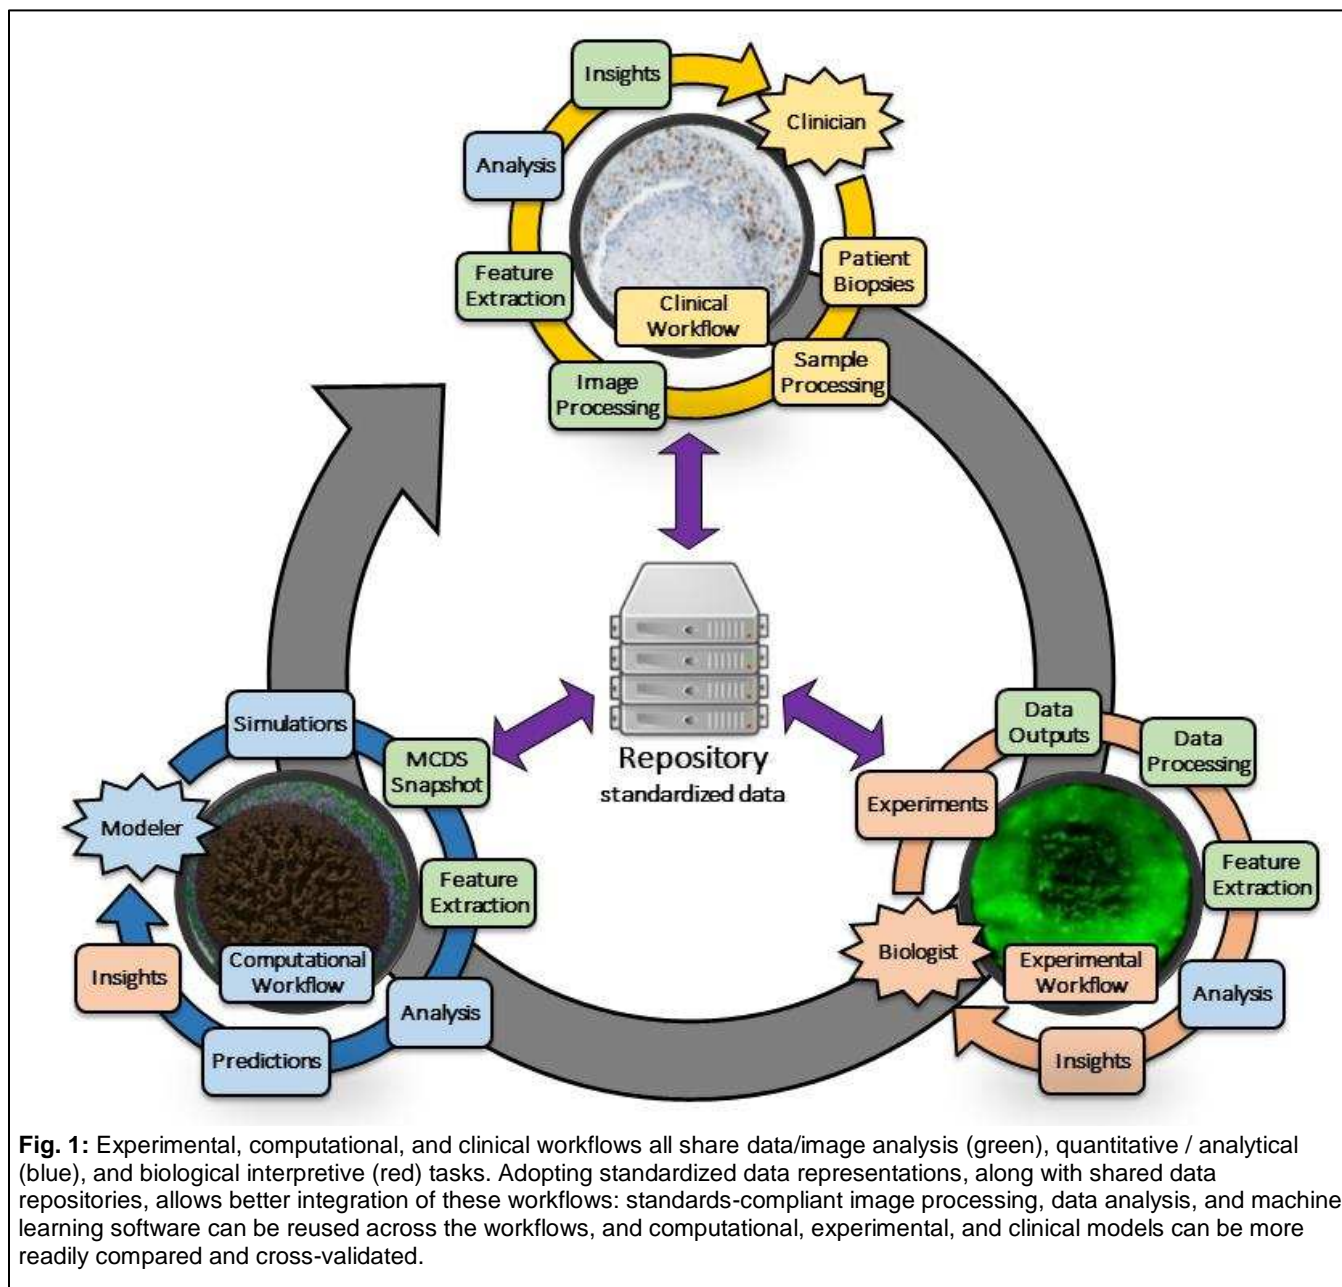 Insights
Clinician
Analysis
Patient
Biopsies
Feature
Extraction
Clinical
Workflow
Sample
Processing
Image
Processing
Repository
standardized data
Simulations
MCDS
Snapshot
Modeler
Feature
Extraction
Insights
Computational
Workflow
Analysis
Predictions
Data
Outputs
Data
Processing
Experiments
Feature
Extraction
Biologist
Experimental
Workflow
Analysis
Insights
Fig. 1: Experimental, computational, and clinical workflows all share data/image analysis (green), quantitative / analytical
(blue), and biological interpretive (red) tasks. Adopting standardized data representations, along with shared data
repositories, allows better integration of these workflows: standards-compliant image processing, data analysis, and machine
learning software can be reused across the workflows, and computational, experimental, and clinical models can be more
readily compared and cross-validated.